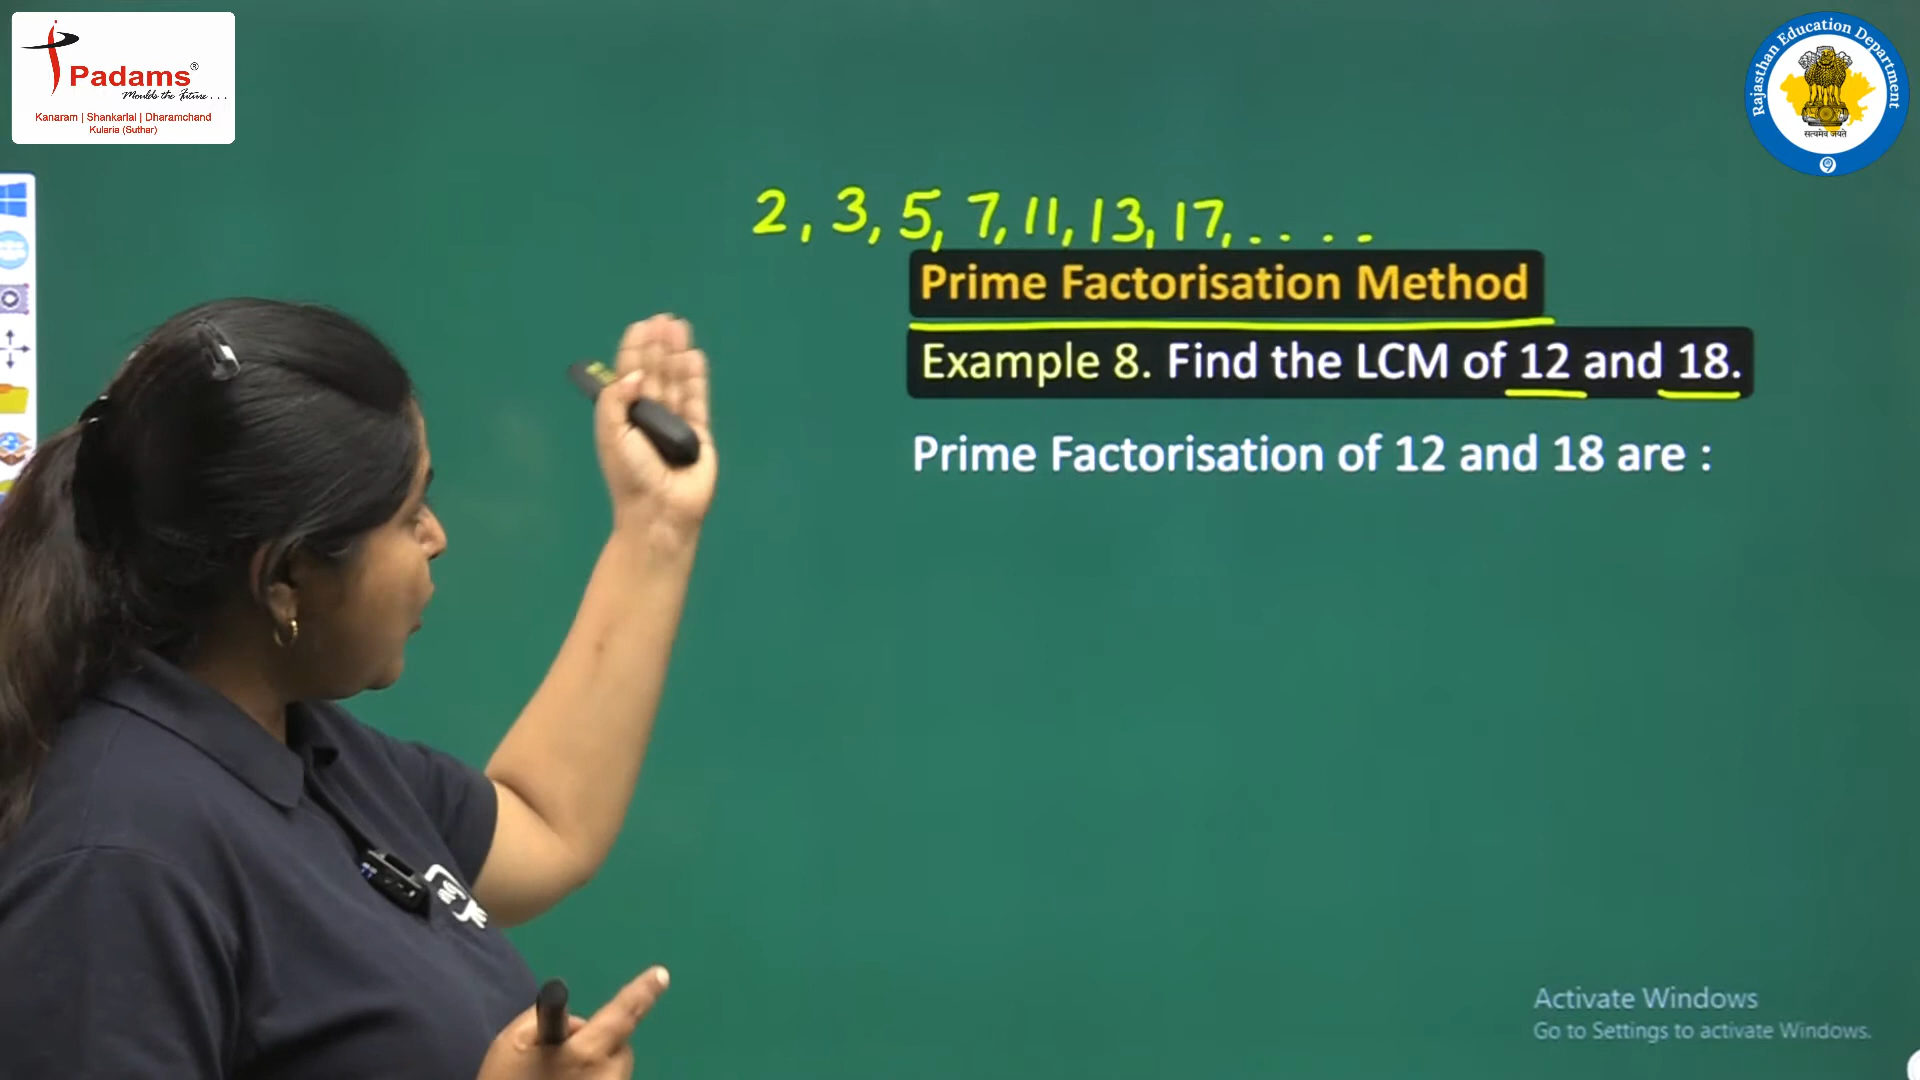 Padams®
Moulds the Future...
Kanaram | Shankarlal | Dharamchand
Kularia (Suthar)
Rajasthan Education Department
सत्यमेव जयते
2, 3, 5, 7, 11, 13, 17, . . . .
Prime Factorisation Method
Example 8. Find the LCM of 12 and 18.
Prime Factorisation of 12 and 18 are :
Activate Windows
Go to Settings to activate Windows.